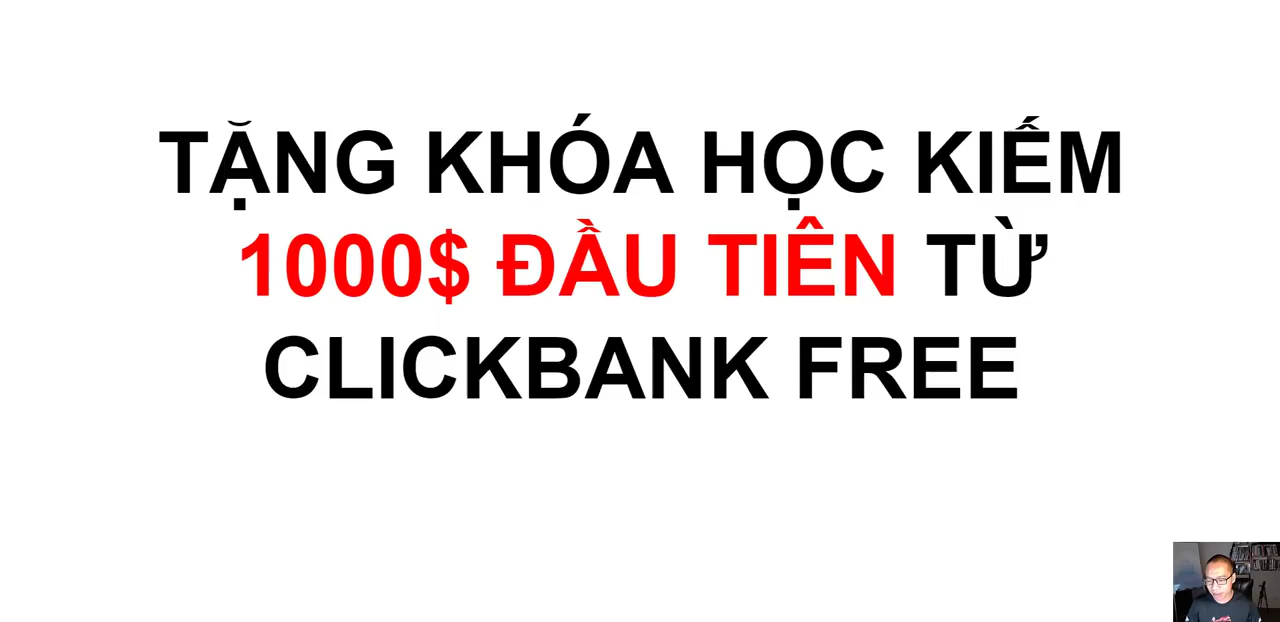 TẶNG KHÓA HỌC KIẾM
1000$ ĐẦU TIÊN TỪ
CLICKBANK FREE